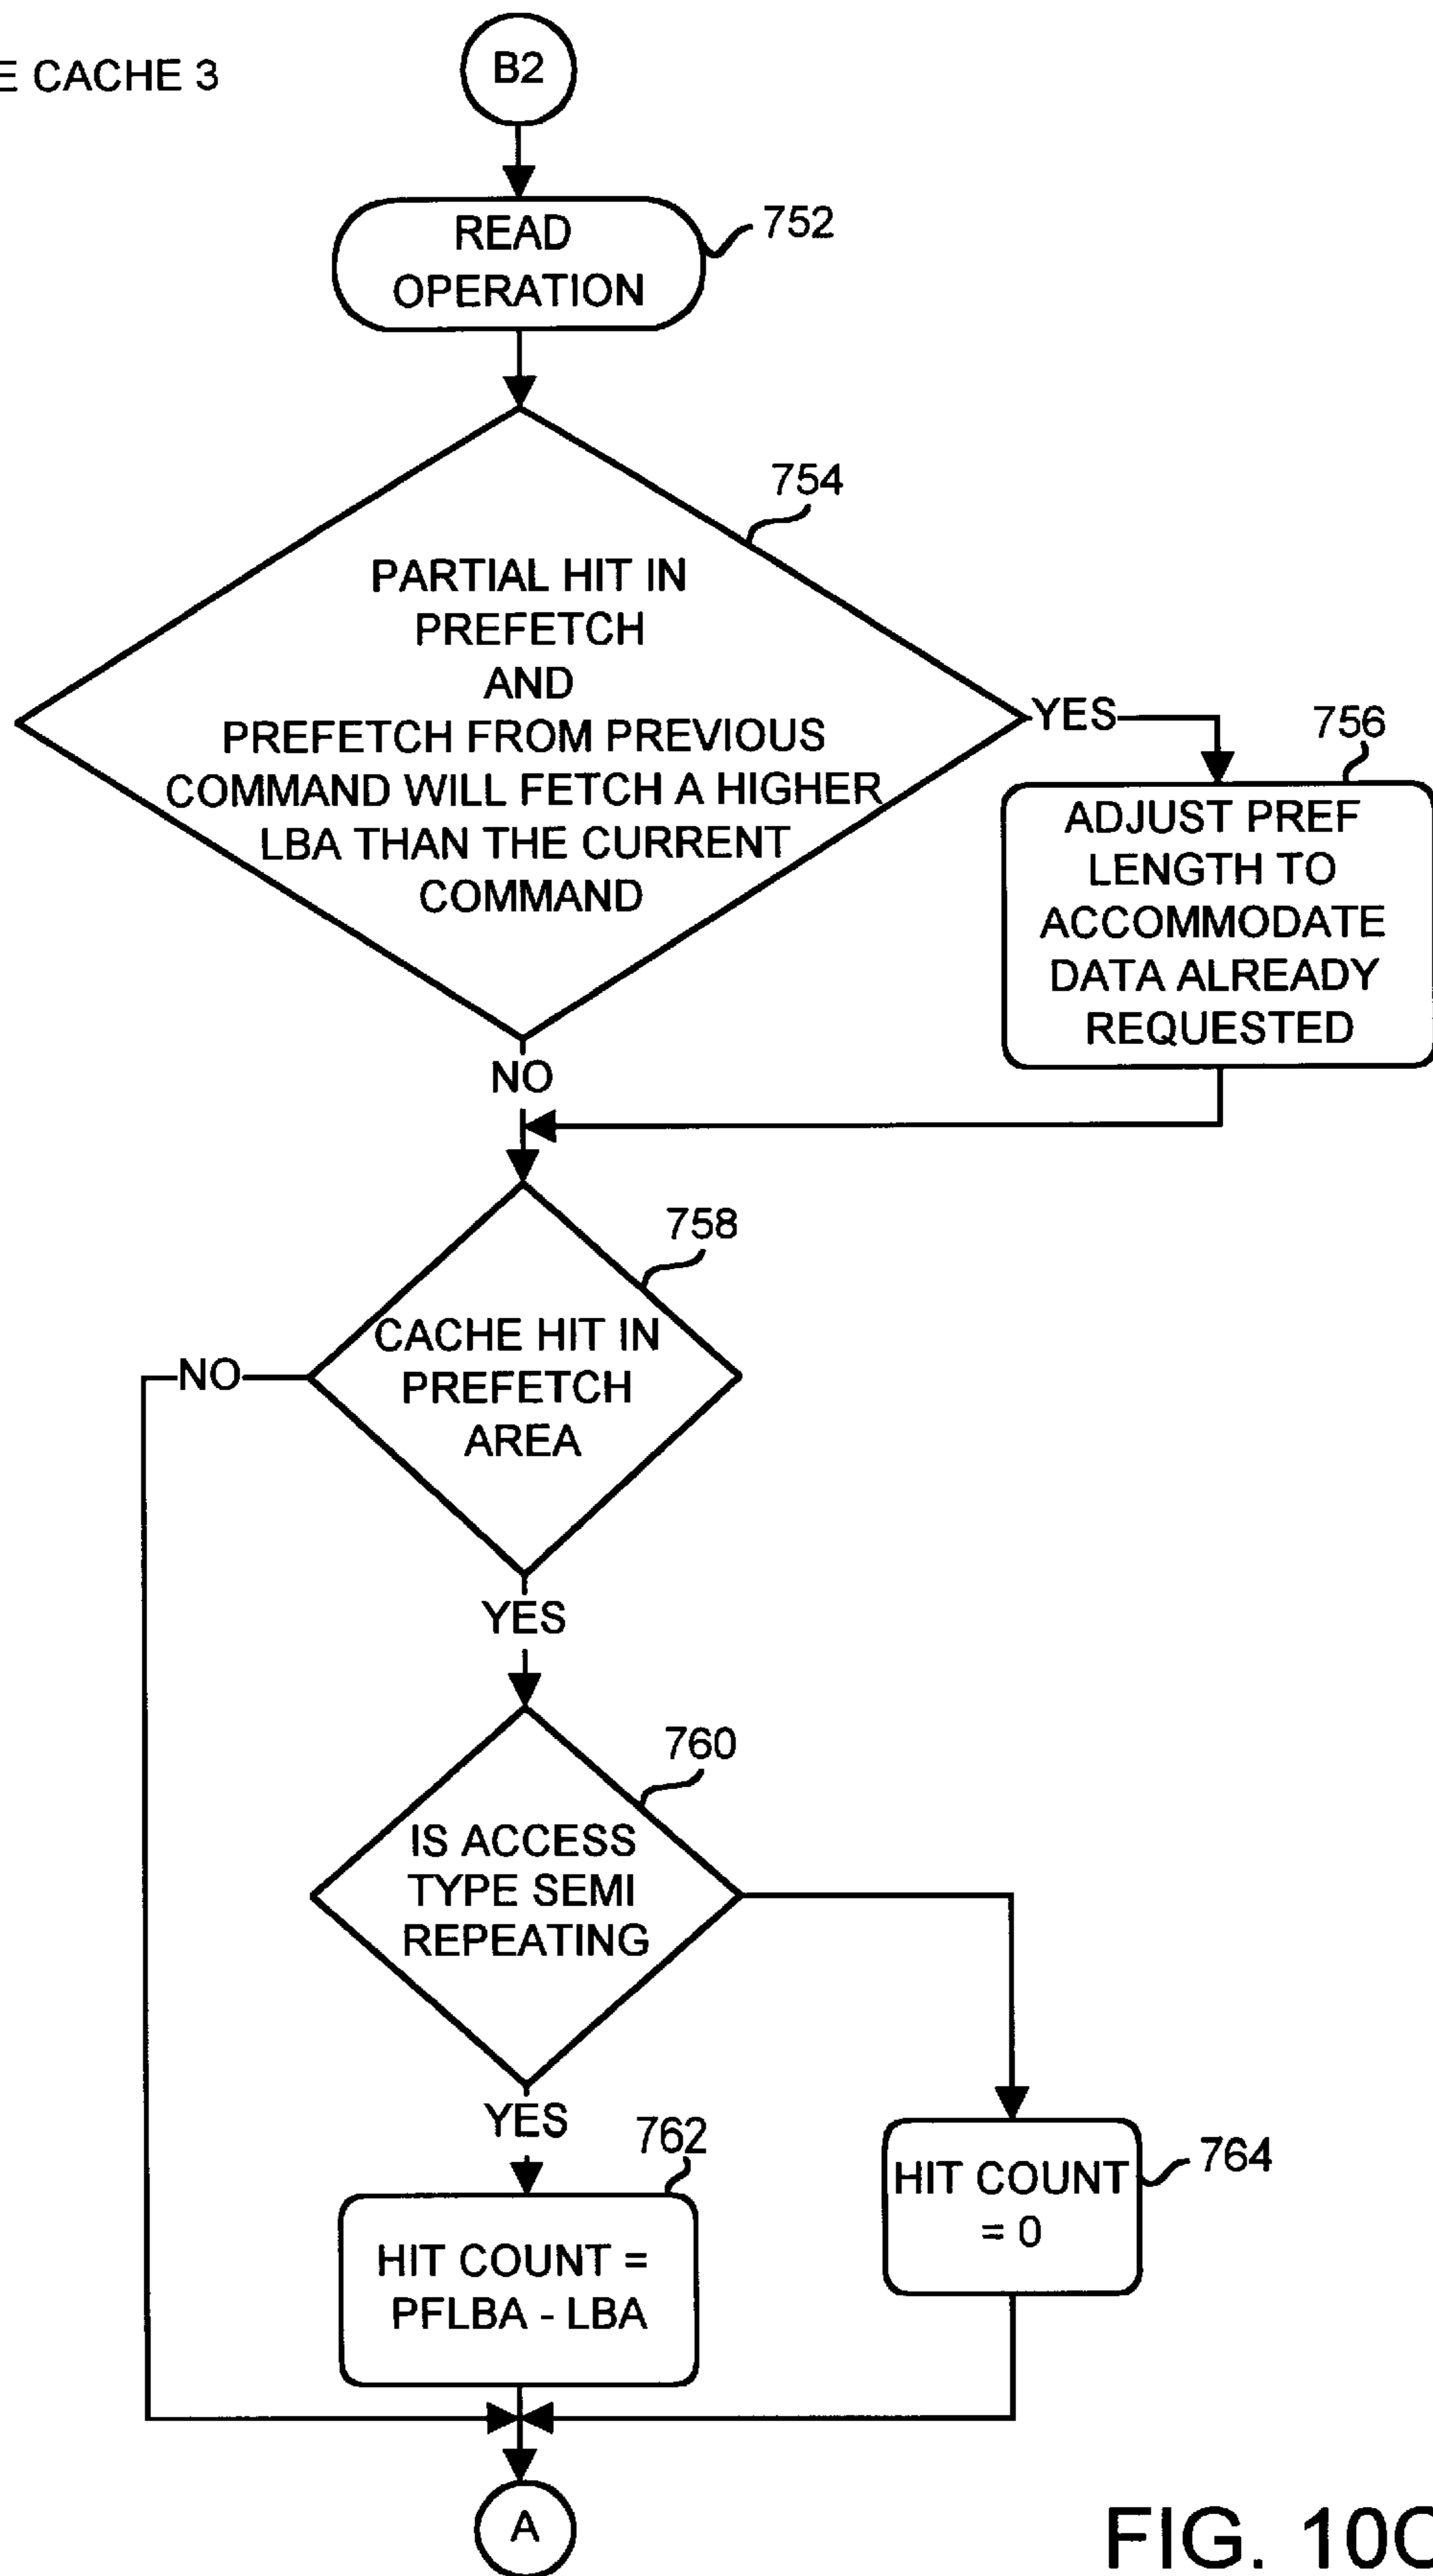 E CACHE 3
B2
READ
OPERATION
752
754
PARTIAL HIT IN
PREFETCH
AND
PREFETCH FROM PREVIOUS
COMMAND WILL FETCH A HIGHER
LBA THAN THE CURRENT
COMMAND
YES
756
ADJUST PREF
LENGTH TO
ACCOMMODATE
DATA ALREADY
REQUESTED
NO
758
CACHE HIT IN
PREFETCH
AREA
NO
YES
760
IS ACCESS
TYPE SEMI
REPEATING
YES
762
HIT COUNT =
PFLBA - LBA
764
HIT COUNT
= 0
A
FIG. 10C